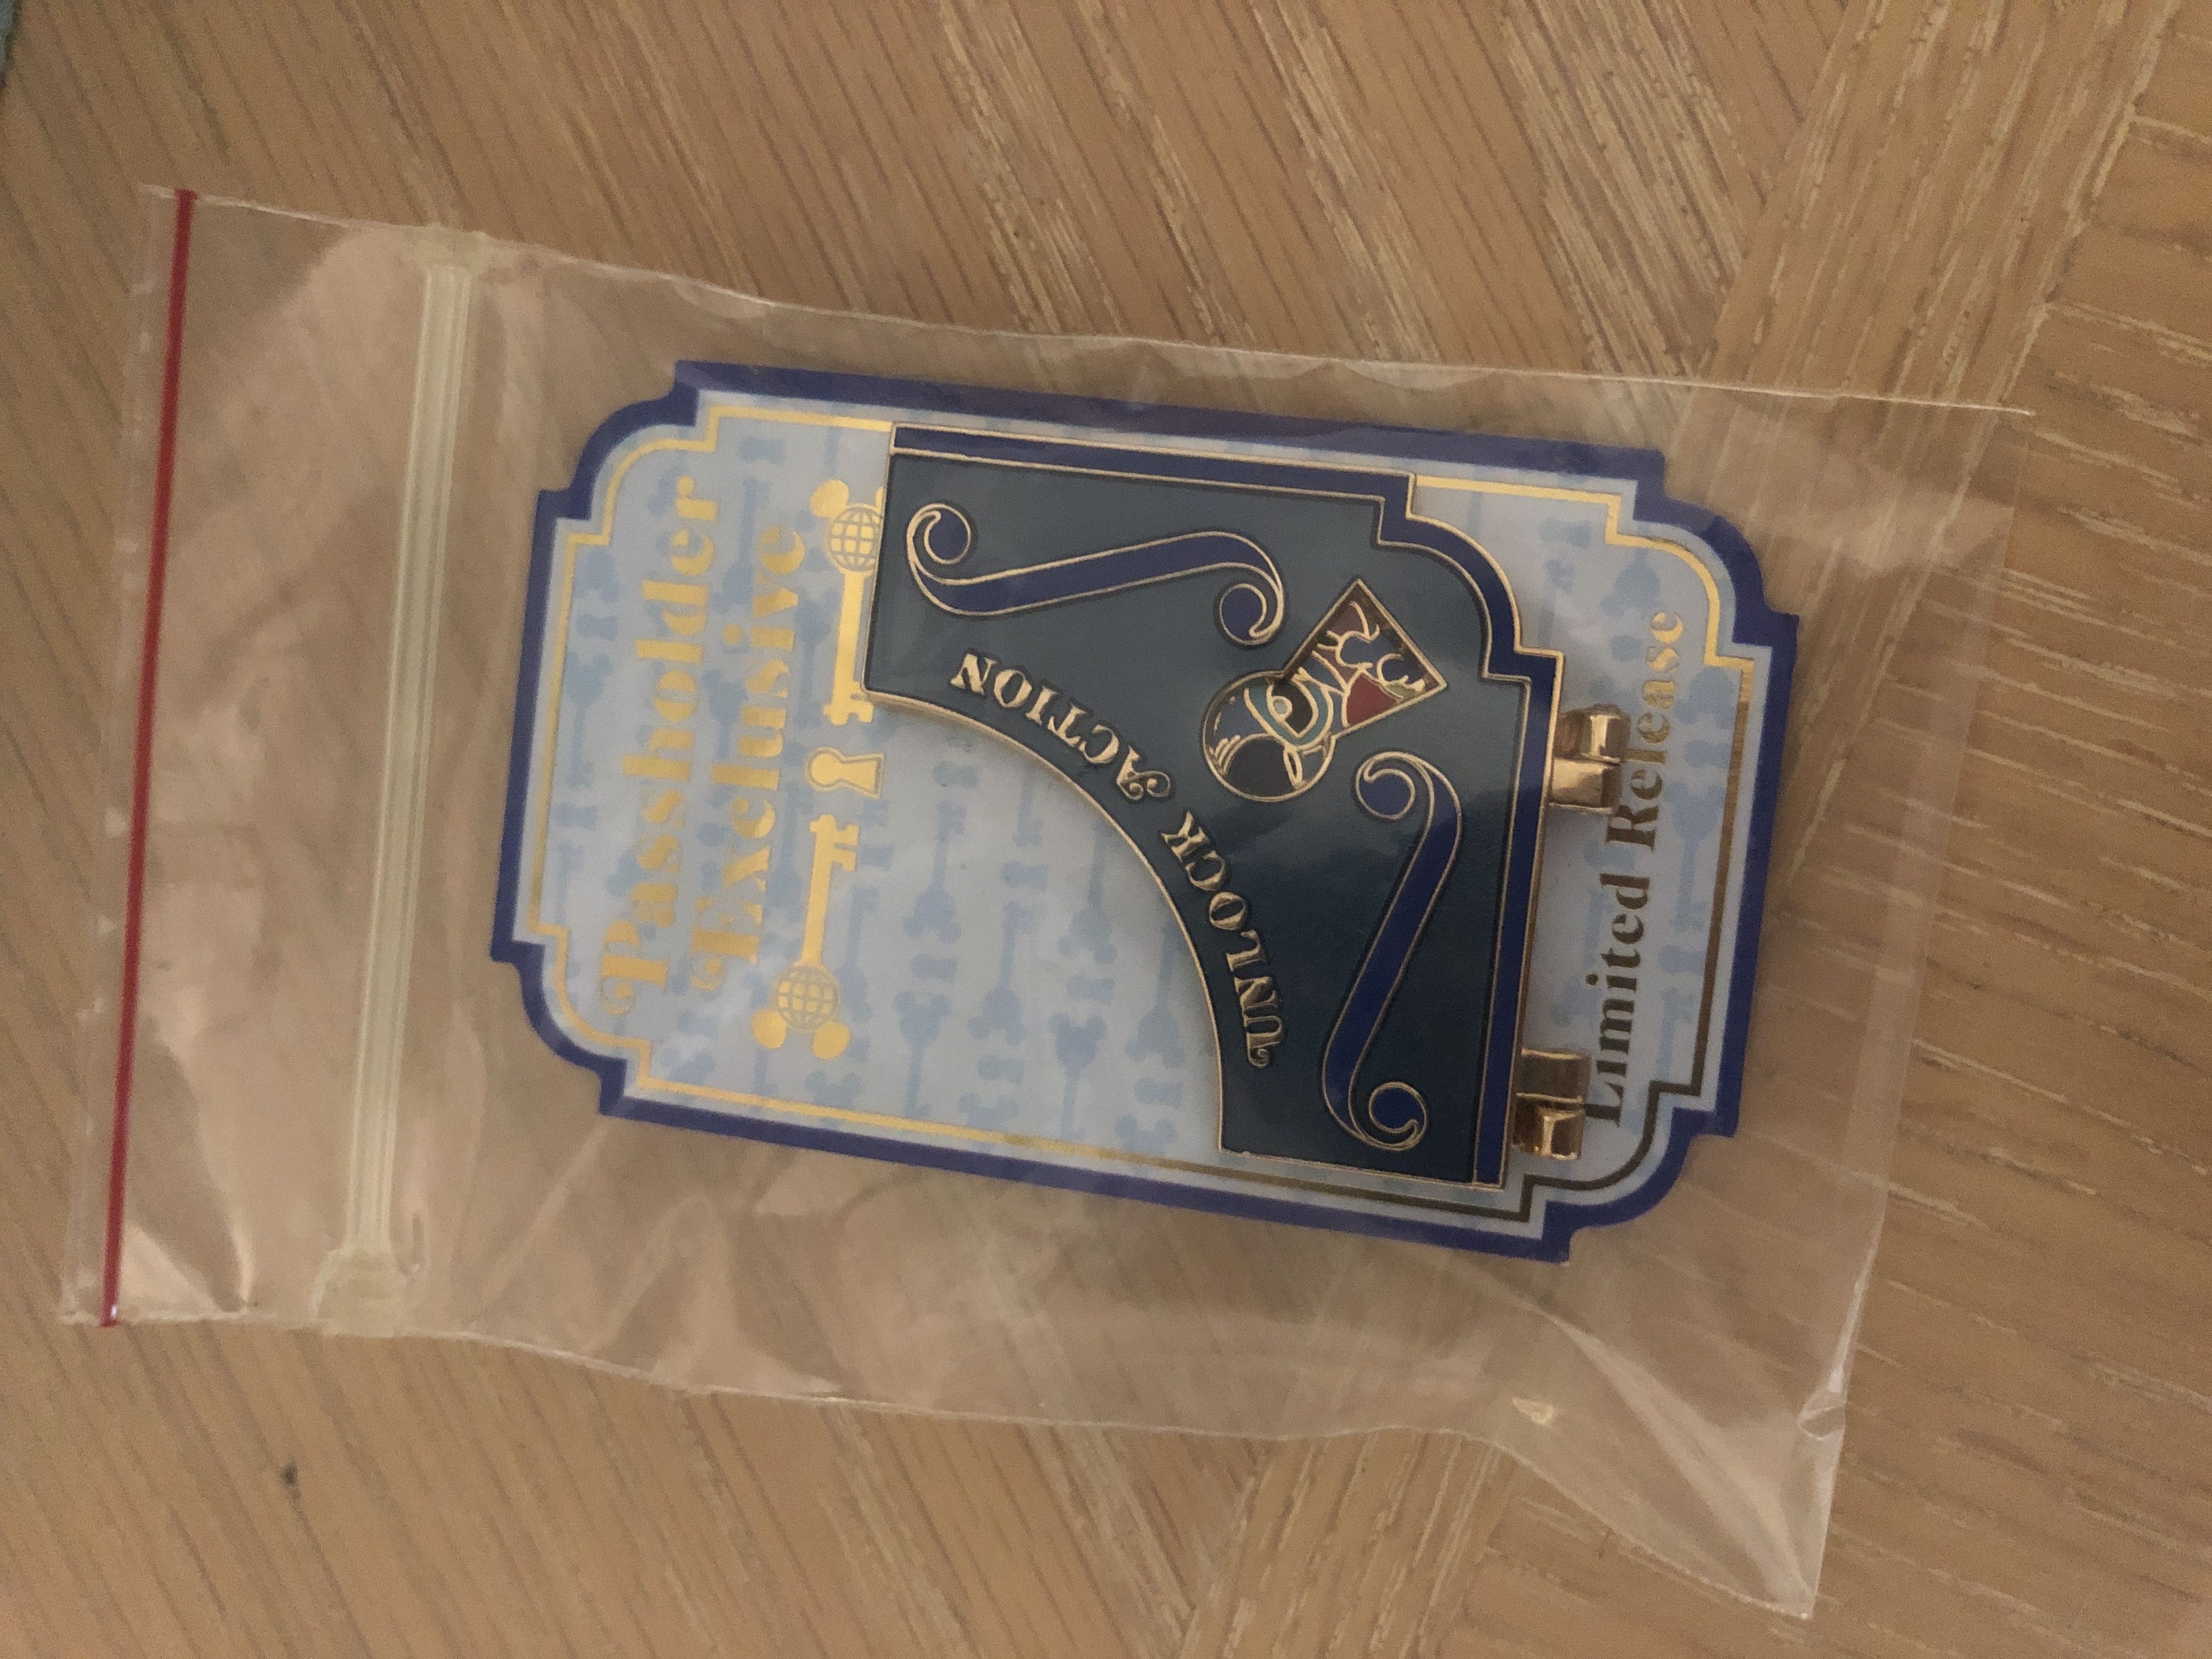 Passholder
Exclusive
UNLOCK ACTION
Limited Release